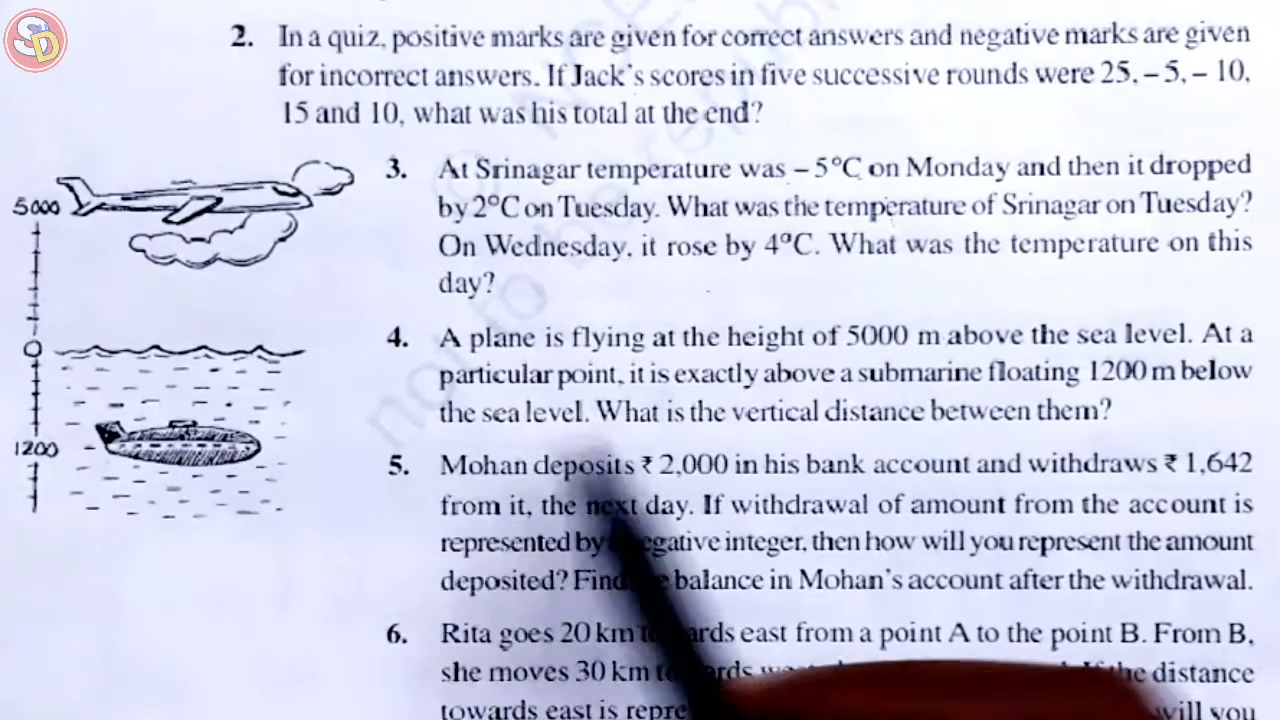 SD
2. In a quiz, positive marks are given for correct answers and negative marks are given
for incorrect answers. If Jack's scores in five successive rounds were 25, – 5, – 10,
15 and 10, what was his total at the end?
3. At Srinagar temperature was – 5°C on Monday and then it dropped
by 2°C on Tuesday. What was the temperature of Srinagar on Tuesday?
On Wednesday, it rose by 4°C. What was the temperature on this
day?
5000
0
1200
4. A plane is flying at the height of 5000 m above the sea level. At a
particular point, it is exactly above a submarine floating 1200 m below
the sea level. What is the vertical distance between them?
5. Mohan deposits ₹ 2,000 in his bank account and withdraws ₹ 1,642
from it, the next day. If withdrawal of amount from the account is
represented by negative integer, then how will you represent the amount
deposited? Find balance in Mohan's account after the withdrawal.
6. Rita goes 20 km towards east from a point A to the point B. From B,
she moves 30 km the distance
towards east is will you
not to be